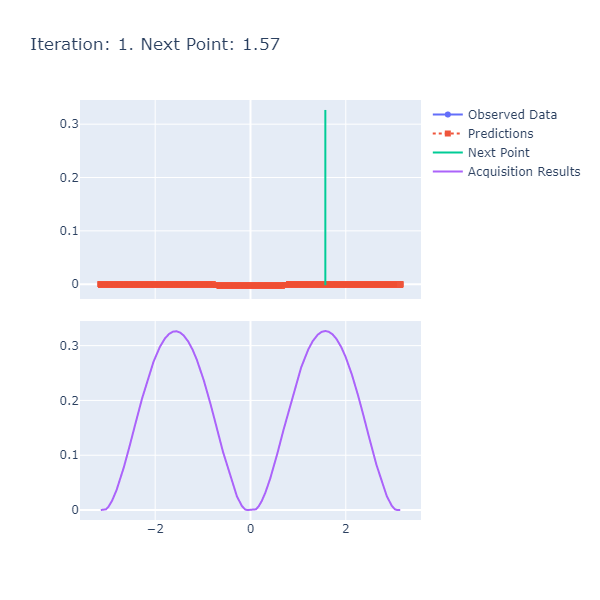 Iteration: 1. Next Point: 1.57
0.3
0.2
0.1
0
Observed Data
Predictions
Next Point
Acquisition Results
0.3
0.2
0.1
0
−2
0
2